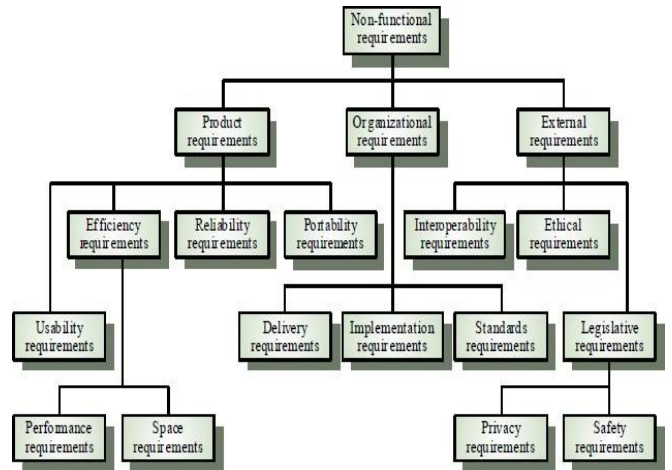 Non-functional
requirements
Product
requirements
Organizational
requirements
External
requirements
Efficiency
requirements
Reliability
requirements
Portability
requirements
Interoperability
requirements
Ethical
requirements
Usability
requirements
Delivery
requirements
Implementation
requirements
Standards
requirements
Legislative
requirements
Performance
requirements
Space
requirements
Privacy
requirements
Safety
requirements